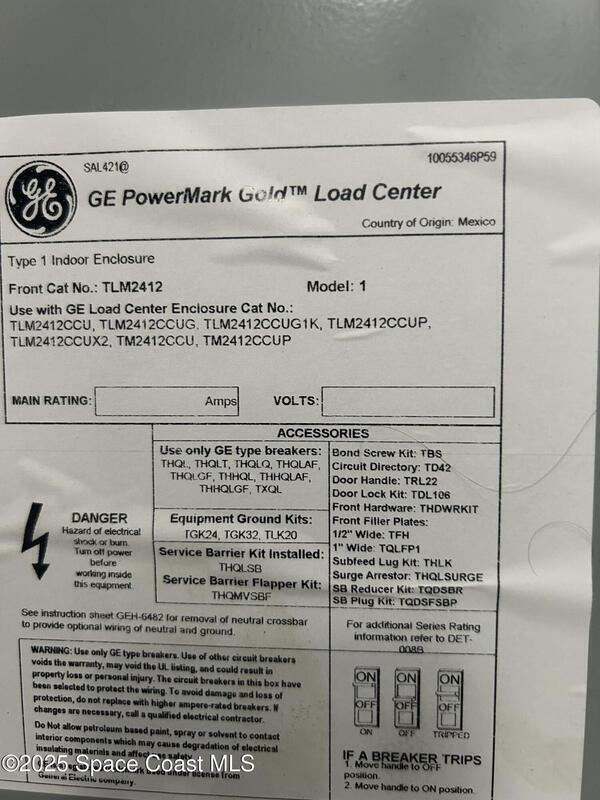 SAL421@
10055346P59
GE
GE PowerMark Gold™ Load Center
Country of Origin: Mexico
Type 1 Indoor Enclosure
Front Cat No.: TLM2412 Model: 1
Use with GE Load Center Enclosure Cat No.:
TLM2412CCU, TLM2412CCUG, TLM2412CCUG1K, TLM2412CCUP,
TLM2412CCUX2, TM2412CCU, TM2412CCUP
MAIN RATING: Amps VOLTS:
ACCESSORIES
Use only GE type breakers:
THQL, THQLT, THQLQ, THQLAF,
THQLGF, THHQL, THHQLAF,
THHQLGF, TXQL
Equipment Ground Kits:
TGK24, TGK32, TLK20
Service Barrier Kit Installed:
THQLSB
Service Barrier Flapper Kit:
THQMVSBF
Bond Screw Kit: TBS
Circuit Directory: TD42
Door Handle: TRL22
Door Lock Kit: TDL106
Front Hardware: THDWRKIT
Front Filler Plates:
1/2" Wide: TFH
1" Wide: TQLFP1
Subfeed Lug Kit: THLK
Surge Arrestor: THQLSURGE
SB Reducer Kit: TQDSBR
SB Plug Kit: TQDSFSBP
DANGER
Hazard of electrical
shock or burn.
Turn off power
before
working inside
this equipment.
See instruction sheet GEH-6482 for removal of neutral crossbar
to provide optional wiring of neutral and ground.
For additional Series Rating
information refer to DET-
008B
WARNING: Use only GE type breakers. Use of other circuit breakers
voids the warranty, may void the UL listing, and could result in
property loss or personal injury. The circuit breakers in this box have
been selected to protect the wiring. To avoid damage and loss of
protection, do not replace with higher ampere-rated breakers. If
changes are necessary, call a qualified electrical contractor.
Do Not allow petroleum based paint, spray or solvent to contact
interior components which may cause degradation of electrical
insulating materials and affect use safety.
used under license from
General Electric company.
ON ON ON
OFF OFF OFF
ON OFF TRIPPED
IF A BREAKER TRIPS
1. Move handle to OFF
position.
2. Move handle to ON position.
©2025 Space Coast MLS